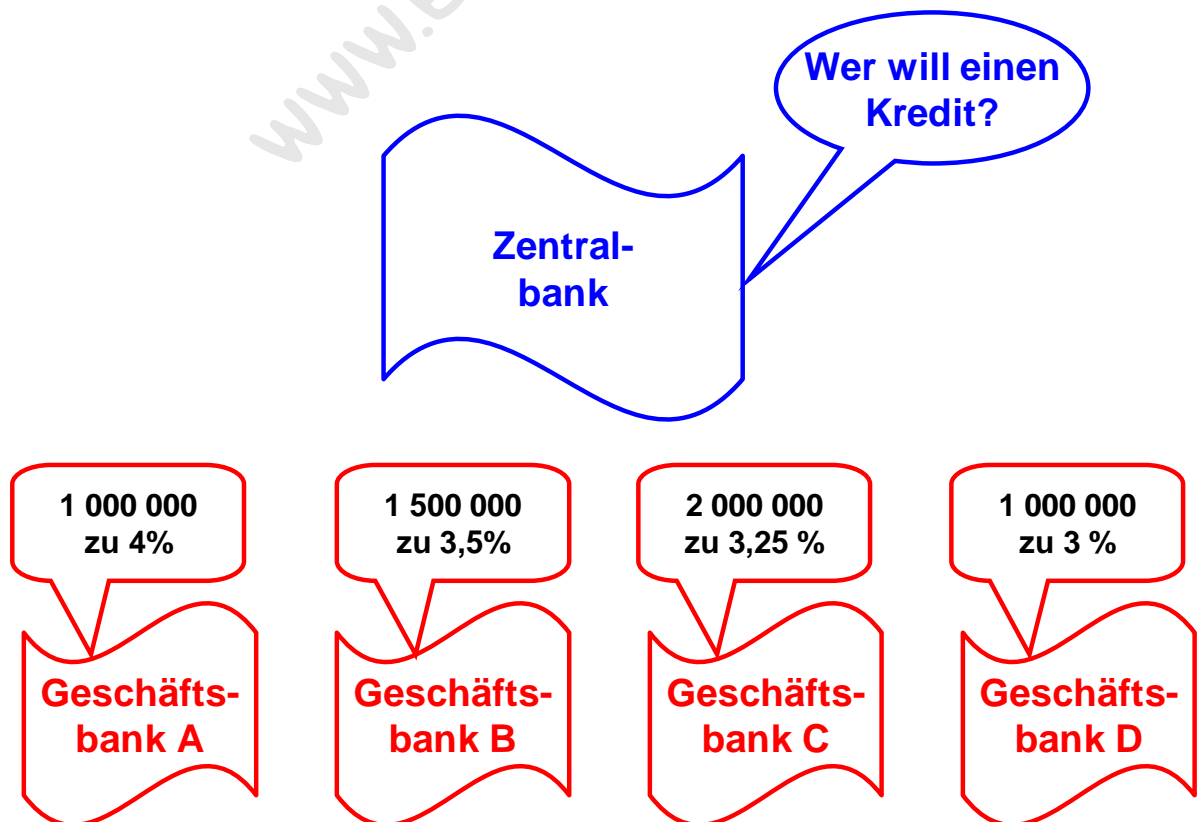 www.
Wer will einen
Kredit?
Zentral-
bank
1 000 000
zu 4%
1 500 000
zu 3,5%
2 000 000
zu 3,25 %
1 000 000
zu 3 %
Geschäfts-
bank A
Geschäfts-
bank B
Geschäfts-
bank C
Geschäfts-
bank D